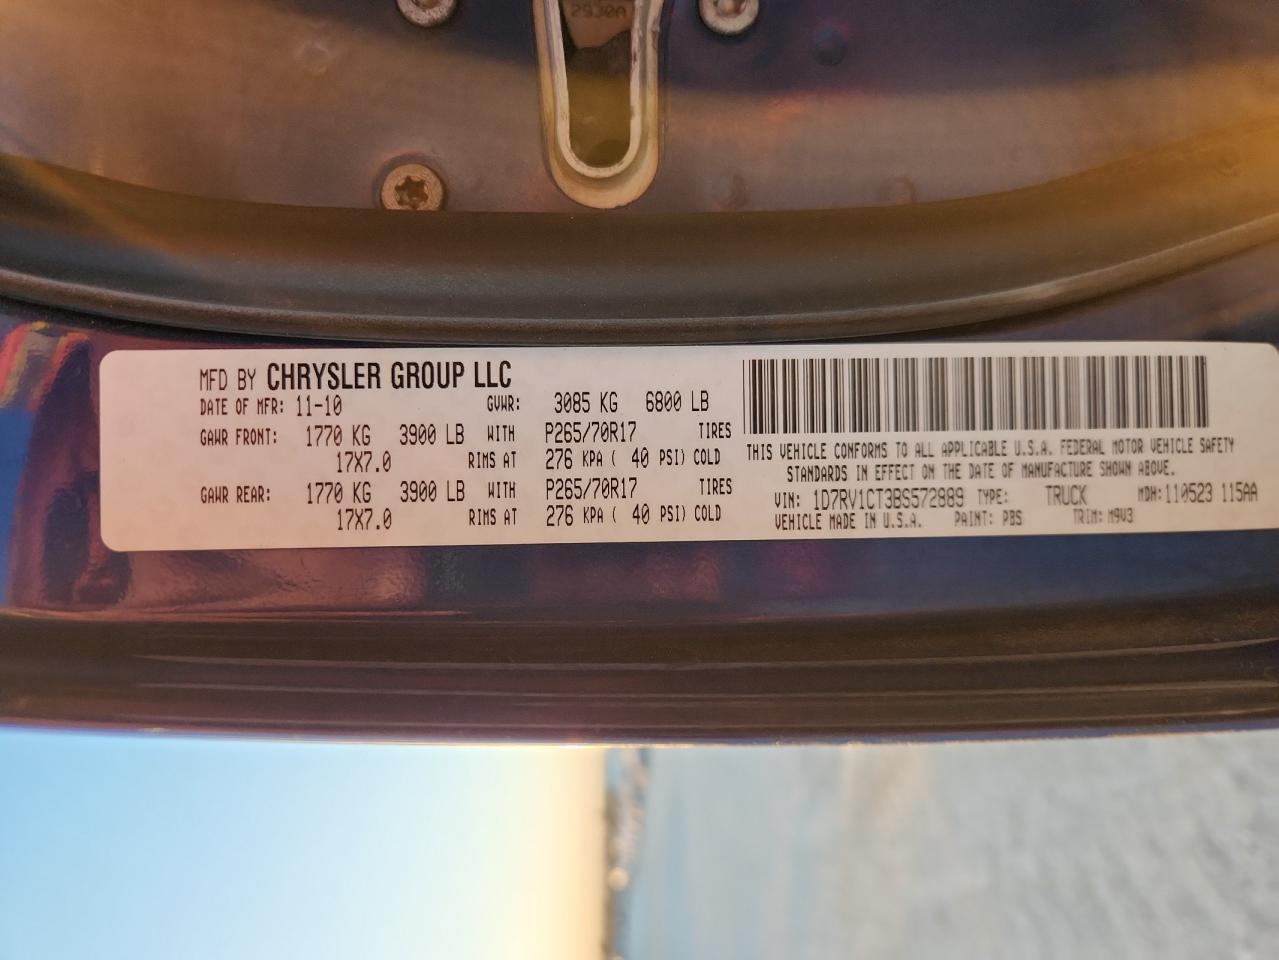 2930A
MFD BY CHRYSLER GROUP LLC
DATE OF MFR: 11-10 GVWR: 3085 KG 6800 LB
GAWR FRONT: 1770 KG 3900 LB WITH P265/70R17 TIRES
17X7.0 RIMS AT 276 KPA ( 40 PSI) COLD
GAWR REAR: 1770 KG 3900 LB WITH P265/70R17 TIRES
17X7.0 RIMS AT 276 KPA ( 40 PSI) COLD
THIS VEHICLE CONFORMS TO ALL APPLICABLE U.S.A. FEDERAL MOTOR VEHICLE SAFETY
STANDARDS IN EFFECT ON THE DATE OF MANUFACTURE SHOWN ABOVE.
VIN: 1D7RV1CT3BS572889 TYPE: TRUCK MDH: 110523 115AA
VEHICLE MADE IN U.S.A. PAINT: PBS TRIM: M9V3